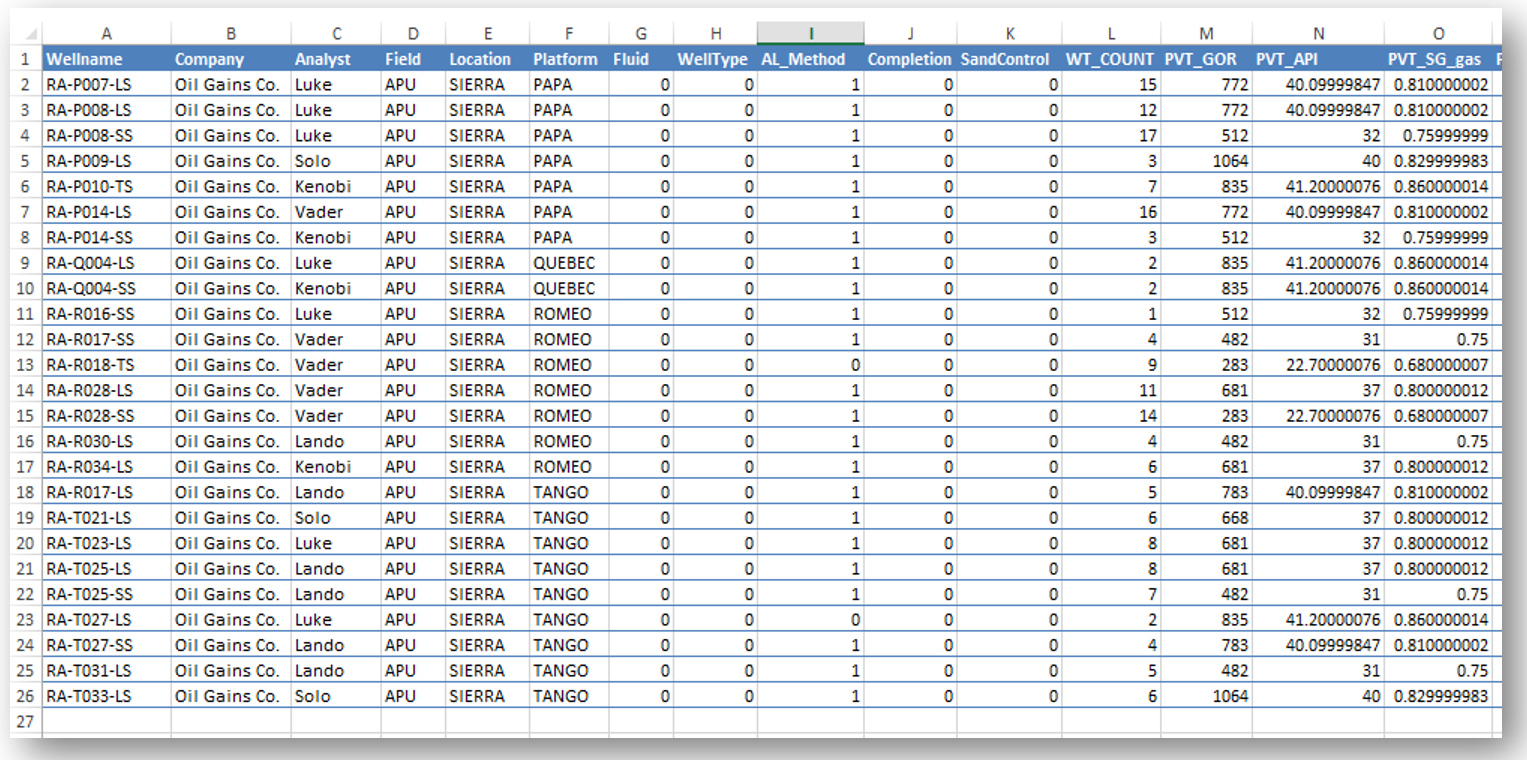 A B C D E F G H I J K L M N O
1 Wellname Company Analyst Field Location Platform Fluid WellType AL_Method Completion SandControl WT_COUNT PVT_GOR PVT_API PVT_SG_gas
2 RA-P007-LS Oil Gains Co. Luke APU SIERRA PAPA 0 0 1 0 0 15 772 40.09999847 0.810000002
3 RA-P008-LS Oil Gains Co. Luke APU SIERRA PAPA 0 0 1 0 0 12 772 40.09999847 0.810000002
4 RA-P008-SS Oil Gains Co. Luke APU SIERRA PAPA 0 0 1 0 0 17 512 32 0.75999999
5 RA-P009-LS Oil Gains Co. Solo APU SIERRA PAPA 0 0 1 0 0 3 1064 40 0.829999983
6 RA-P010-TS Oil Gains Co. Kenobi APU SIERRA PAPA 0 0 1 0 0 7 835 41.20000076 0.860000014
7 RA-P014-LS Oil Gains Co. Vader APU SIERRA PAPA 0 0 1 0 0 16 772 40.09999847 0.810000002
8 RA-P014-SS Oil Gains Co. Kenobi APU SIERRA PAPA 0 0 1 0 0 3 512 32 0.75999999
9 RA-Q004-LS Oil Gains Co. Luke APU SIERRA QUEBEC 0 0 1 0 0 2 835 41.20000076 0.860000014
10 RA-Q004-SS Oil Gains Co. Kenobi APU SIERRA QUEBEC 0 0 1 0 0 2 835 41.20000076 0.860000014
11 RA-R016-SS Oil Gains Co. Luke APU SIERRA ROMEO 0 0 1 0 0 1 512 32 0.75999999
12 RA-R017-SS Oil Gains Co. Vader APU SIERRA ROMEO 0 0 1 0 0 4 482 31 0.75
13 RA-R018-TS Oil Gains Co. Vader APU SIERRA ROMEO 0 0 0 0 0 9 283 22.70000076 0.680000007
14 RA-R028-LS Oil Gains Co. Vader APU SIERRA ROMEO 0 0 1 0 0 11 681 37 0.800000012
15 RA-R028-SS Oil Gains Co. Vader APU SIERRA ROMEO 0 0 1 0 0 14 283 22.70000076 0.680000007
16 RA-R030-LS Oil Gains Co. Lando APU SIERRA ROMEO 0 0 1 0 0 4 482 31 0.75
17 RA-R034-LS Oil Gains Co. Kenobi APU SIERRA ROMEO 0 0 1 0 0 6 681 37 0.800000012
18 RA-R017-LS Oil Gains Co. Lando APU SIERRA TANGO 0 0 1 0 0 5 783 40.09999847 0.810000002
19 RA-T021-LS Oil Gains Co. Solo APU SIERRA TANGO 0 0 1 0 0 6 668 37 0.800000012
20 RA-T023-LS Oil Gains Co. Luke APU SIERRA TANGO 0 0 1 0 0 8 681 37 0.800000012
21 RA-T025-LS Oil Gains Co. Lando APU SIERRA TANGO 0 0 1 0 0 8 681 37 0.800000012
22 RA-T025-SS Oil Gains Co. Lando APU SIERRA TANGO 0 0 1 0 0 7 482 31 0.75
23 RA-T027-LS Oil Gains Co. Luke APU SIERRA TANGO 0 0 0 0 0 2 835 41.20000076 0.860000014
24 RA-T027-SS Oil Gains Co. Lando APU SIERRA TANGO 0 0 1 0 0 4 783 40.09999847 0.810000002
25 RA-T031-LS Oil Gains Co. Lando APU SIERRA TANGO 0 0 1 0 0 5 482 31 0.75
26 RA-T033-LS Oil Gains Co. Solo APU SIERRA TANGO 0 0 1 0 0 6 1064 40 0.829999983
27